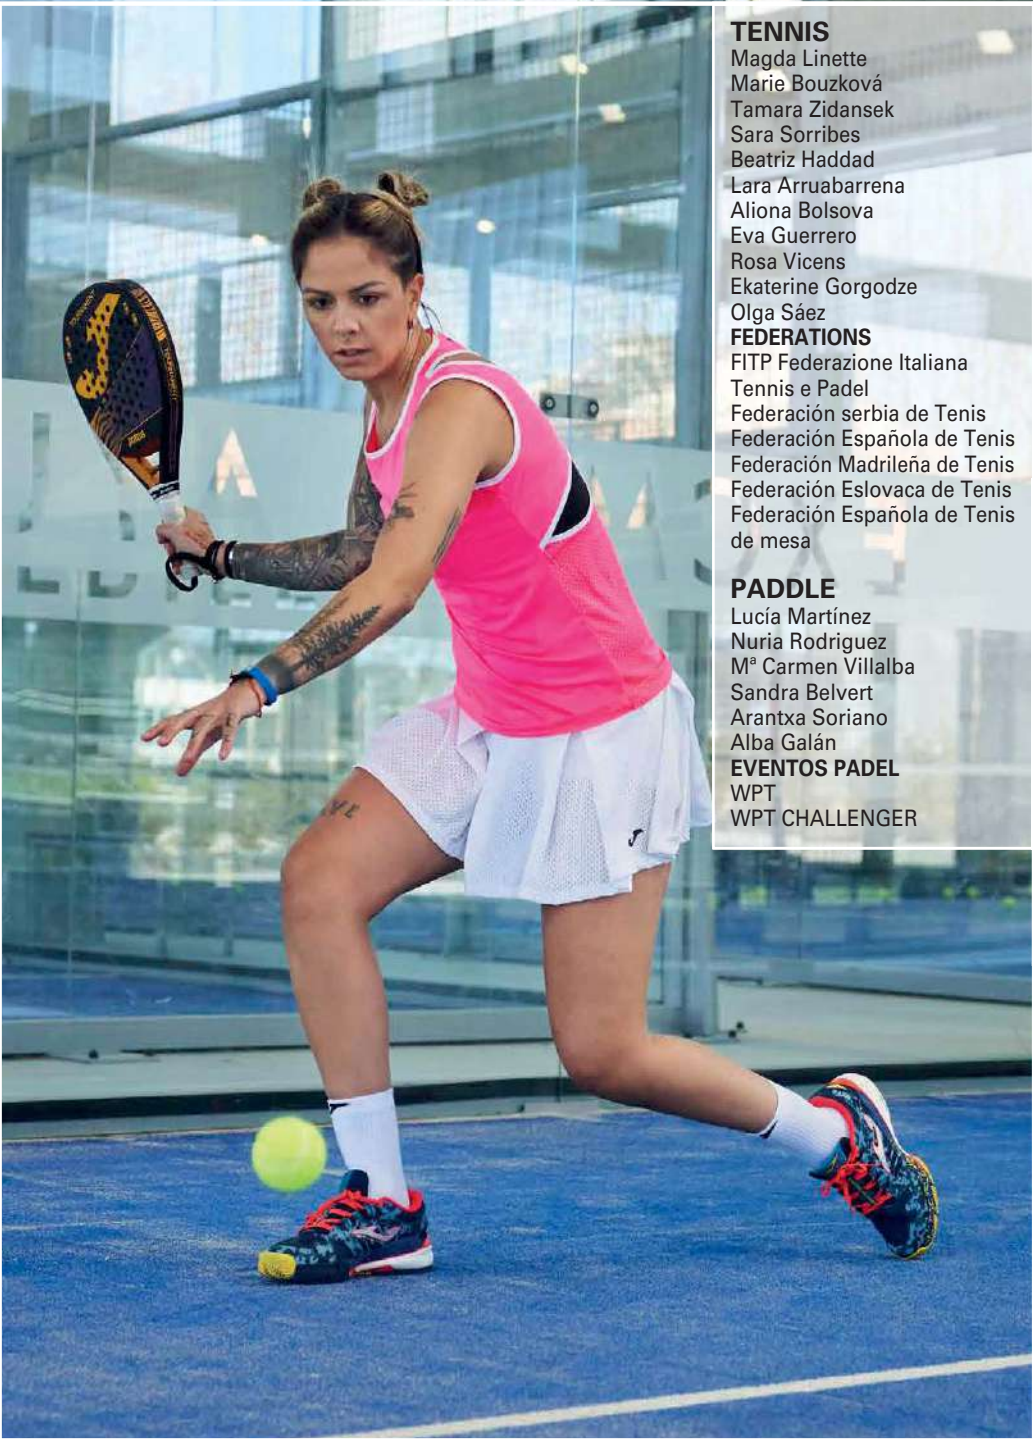 TENNIS
Magda Linette
Marie Bouzková
Tamara Zidansek
Sara Sorribes
Beatriz Haddad
Lara Arruabarrena
Aliona Bolsova
Eva Guerrero
Rosa Vicens
Ekaterine Gorgodze
Olga Sáez
FEDERATIONS
FITP Federazione Italiana
Tennis e Padel
Federación serbia de Tenis
Federación Española de Tenis
Federación Madrileña de Tenis
Federación Eslovaca de Tenis
Federación Española de Tenis
de mesa
PADDLE
Lucía Martínez
Nuria Rodriguez
Mª Carmen Villalba
Sandra Belvert
Arantxa Soriano
Alba Galán
EVENTOS PADEL
WPT
WPT CHALLENGER